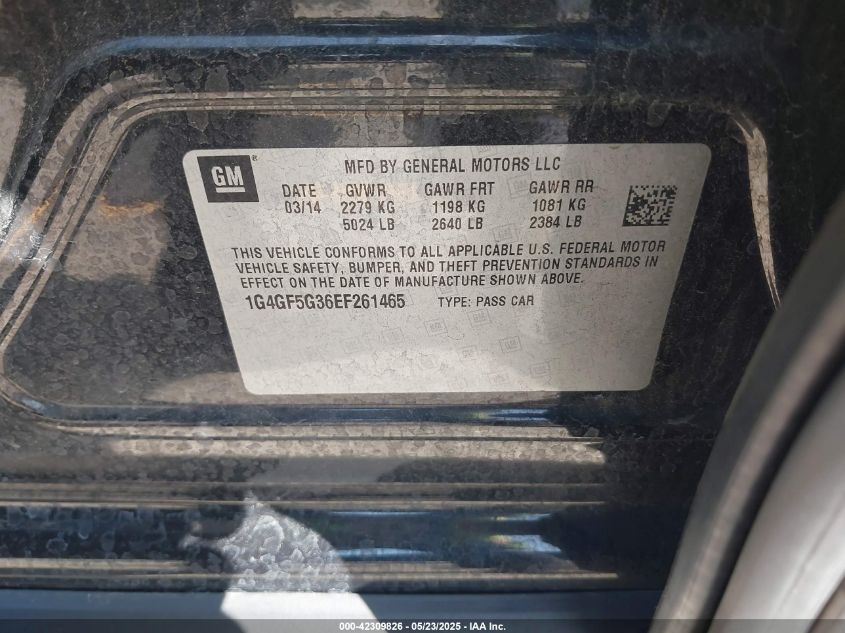 GM ®
MFD BY GENERAL MOTORS LLC
DATE GVWR GAWR FRT GAWR RR
03/14 2279 KG 1198 KG 1081 KG
5024 LB 2640 LB 2384 LB
THIS VEHICLE CONFORMS TO ALL APPLICABLE U.S. FEDERAL MOTOR
VEHICLE SAFETY, BUMPER, AND THEFT PREVENTION STANDARDS IN
EFFECT ON THE DATE OF MANUFACTURE SHOWN ABOVE.
1G4GF5G36EF261465 TYPE: PASS CAR
000-42309826 - 05/23/2025 - IAA Inc.